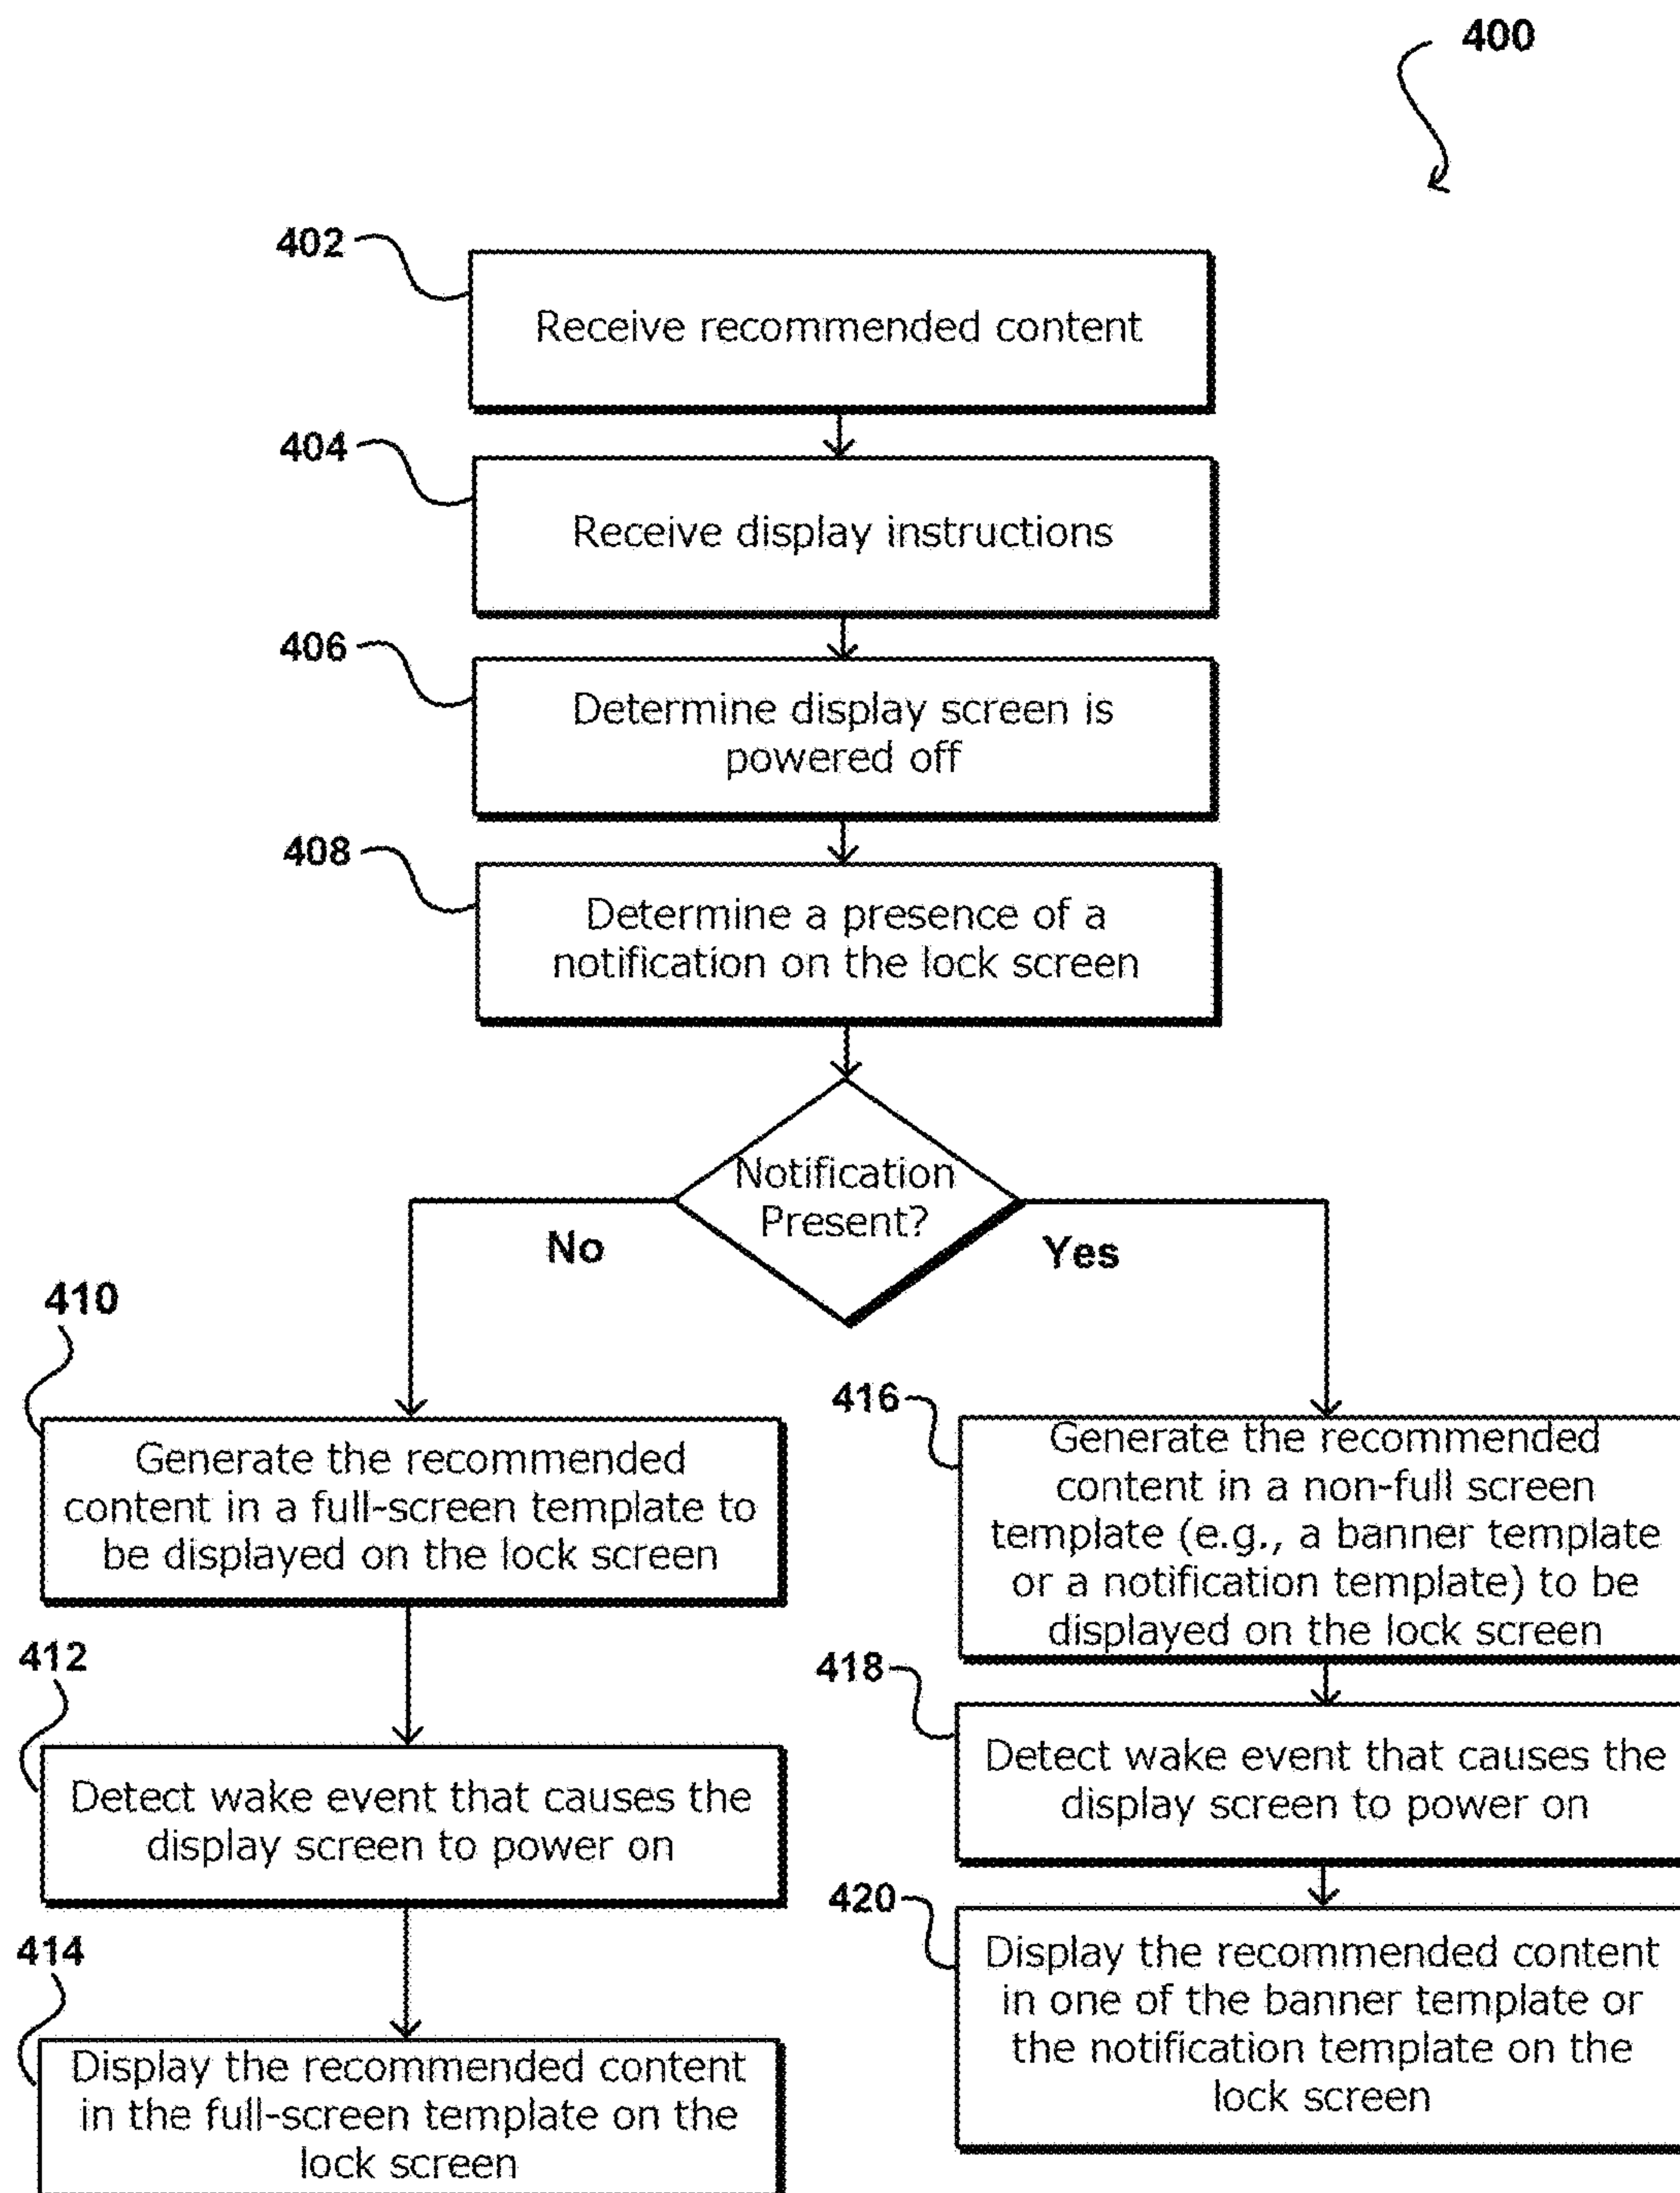 400
402
Receive recommended content
404
Receive display instructions
406
Determine display screen is
powered off
408
Determine a presence of a
notification on the lock screen
Notification
Present?
No
Yes
410
Generate the recommended
content in a full-screen template to
be displayed on the lock screen
412
Detect wake event that causes the
display screen to power on
414
Display the recommended content
in the full-screen template on the
lock screen
416
Generate the recommended
content in a non-full screen
template (e.g., a banner template
or a notification template) to be
displayed on the lock screen
418
Detect wake event that causes the
display screen to power on
420
Display the recommended content
in one of the banner template or
the notification template on the
lock screen